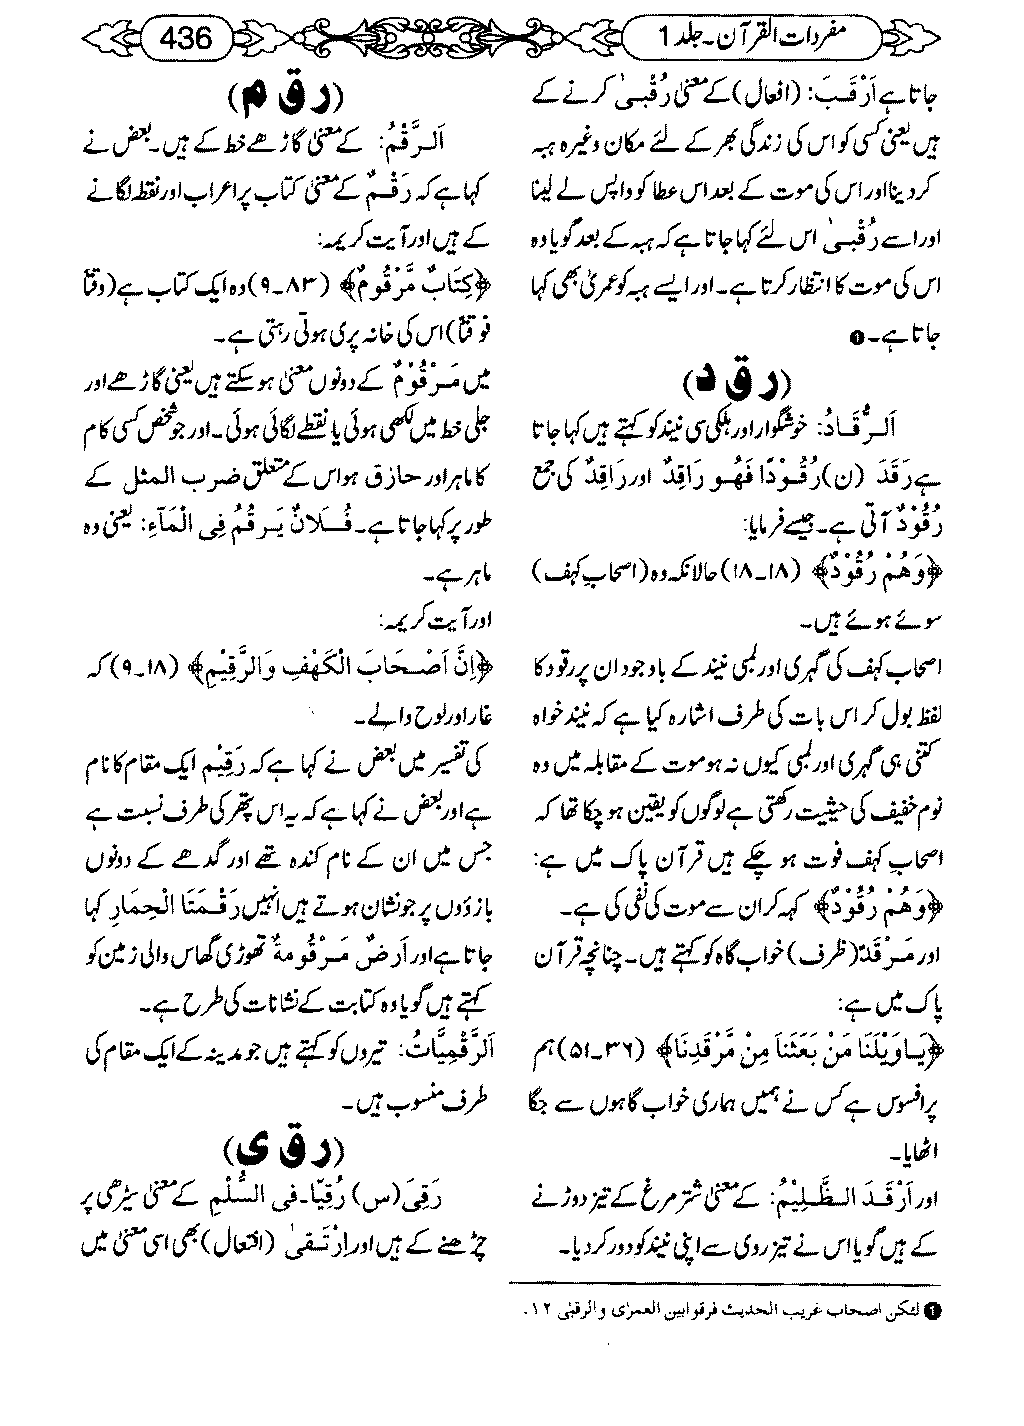 مفردات القرآن۔جلد 1
436
جاتا ہے اَرْقَبَ: (افعال) کے معنی رُقْبیٰ کرنے کے
ہیں یعنی کسی کو اس کی زندگی بھر کے لئے مکان وغیرہ ہبہ
کر دینا اور اس کی موت کے بعد اس عطا کو واپس لے لینا
اور اسے رُقْبیٰ اس لئے کہا جاتا ہے کہ ہبہ کے بعد گویا وہ
اس کی موت کا انتظار کرتا ہے۔ اور ایسے ہبہ کو عمریٰ بھی کہا
جاتا ہے۔ ❶
(ر ق د)
اَلرُّقَادُ: خوشگوار اور ہلکی سی نیند کو کہتے ہیں کہا جاتا
ہے رَقَدَ (ن) رُقُوْدًا فَھُو رَاقِدٌ اور رَاقِدٌ کی جمع
رُقُوْدٌ آتی ہے۔ جیسے فرمایا:
﴿وَهُمْ رُقُوْدٌ﴾ (۱۸۔۱۸) حالانکہ وہ (اصحاب کہف)
سوئے ہوئے ہیں۔
اصحاب کہف کی گہری اور لمبی نیند کے باوجود ان پر رقود کا
لفظ بول کر اس بات کی طرف اشارہ کیا ہے کہ نیند خواہ
کتنی ہی گہری اور لمبی کیوں نہ ہو موت کے مقابلہ میں وہ
نوم خفیف کی حیثیت رکھتی ہے لوگوں کو یقین ہو چکا تھا کہ
اصحاب کہف فوت ہو چکے ہیں قرآن پاک میں ہے:
﴿وَهُمْ رُقُوْدٌ﴾ کہہ کر ان سے موت کی نفی کی ہے۔
اور مَرْقَدٌ (ظرف) خواب گاہ کو کہتے ہیں۔ چنانچہ قرآن
پاک میں ہے:
﴿يَاوَيْلَنَا مَنْ بَعَثَنَا مِنْ مَّرْقَدِنَا﴾ (۳۶۔۵۱) ہم
پر افسوس ہے کس نے ہمیں ہماری خواب گاہوں سے جگا
اٹھایا۔
اور اَرْقَدَ الظَّلِیْمُ: کے معنی شتر مرغ کے تیز دوڑنے
کے ہیں گویا اس نے تیز روی سے اپنی نیند کو دور کر دیا۔
❶ لٰکن اصحاب غریب الحدیث فرقوا بین العمرٰی والرقبٰی ۱۲.
(ر ق م)
اَلرَّقْمُ: کے معنی گاڑھے خط کے ہیں۔ بعض نے
کہا ہے کہ رَقْمٌ کے معنی کتاب پر اعراب اور نقطے لگانے
کے ہیں اور آیت کریمہ:
﴿كِتَابٌ مَّرْقُومٌ﴾ (۸۳۔۹) وہ ایک کتاب ہے (وقتاً
فوقتاً) اس کی خانہ پری ہوتی رہتی ہے۔
میں مَرْقُوْمٌ کے دونوں معنی ہو سکتے ہیں یعنی گاڑھے اور
جلی خط میں لکھی ہوئی یا نقطے لگائی ہوئی۔ اور جو شخص کسی کام
کا ماہر اور حازق ہو اس کے متعلق ضرب المثل کے
طور پر کہا جاتا ہے۔ فُلَانٌ يَرْقُمُ فِی الْمَآءِ: یعنی وہ
ماہر ہے۔
اور آیت کریمہ:
﴿اِنَّ اَصْحَابَ الْكَهْفِ وَالرَّقِيْمِ﴾ (۱۸۔۹) کہ
غار اور لوح والے۔
کی تفسیر میں بعض نے کہا ہے کہ رَقِیْم ایک مقام کا نام
ہے اور بعض نے کہا ہے کہ یہ اس پتھر کی طرف نسبت ہے
جس میں ان کے نام کندہ تھے اور گدھے کے دونوں
بازؤوں پر جو نشان ہوتے ہیں انہیں رَقْمَتَا الْحِمَارِ کہا
جاتا ہے اور اَرضٌ مَرْقُومةٌ تھوڑی گھاس والی زمین کو
کہتے ہیں گویا وہ کتابت کے نشانات کی طرح ہے۔
اَلرَّقْمِیَّاتُ: تیروں کو کہتے ہیں جو مدینہ کے ایک مقام کی
طرف منسوب ہیں۔
(ر ق ی)
رَقِیَ (س) رُقِیًّا۔ فِی السُّلْمِ کے معنی سیڑھی پر
چڑھنے کے ہیں اور اِرْتَقیٰ (افتعال) بھی اسی معنی میں